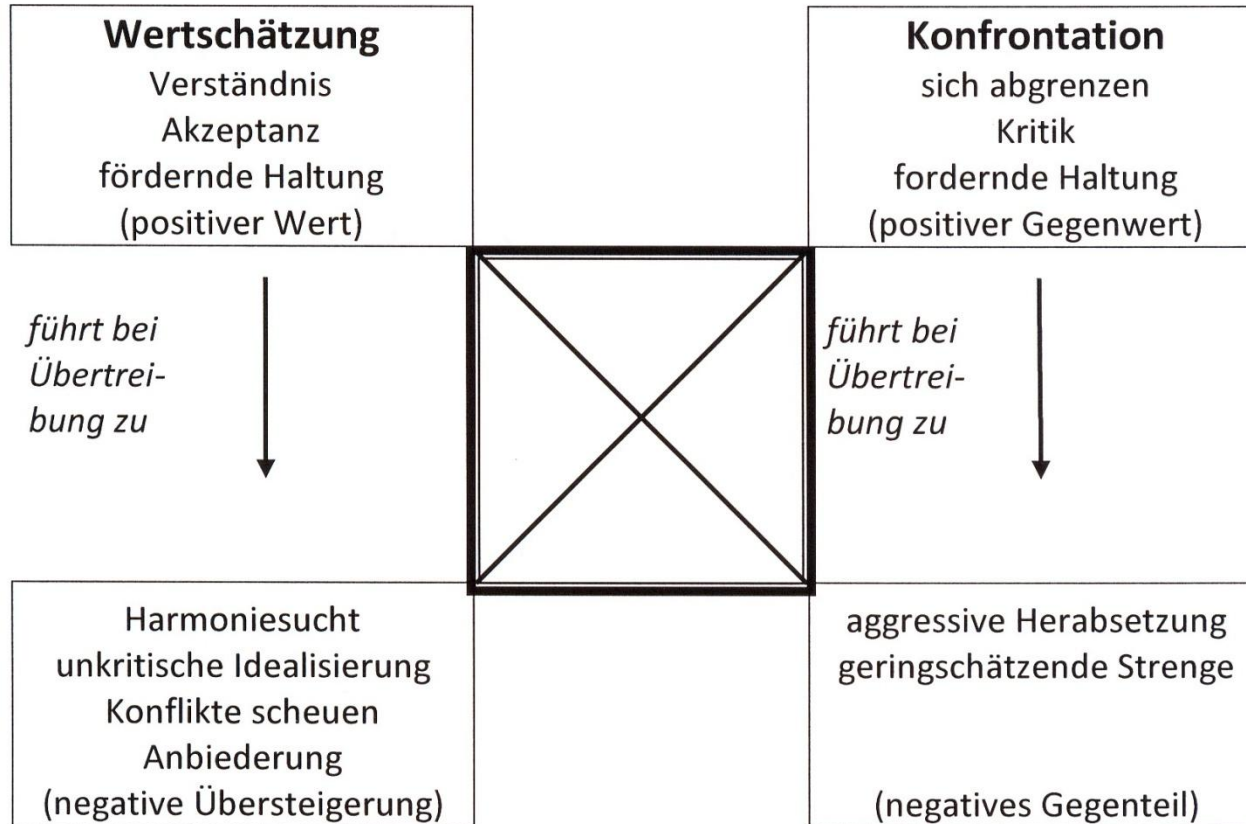 Wertschätzung
Verständnis
Akzeptanz
fördernde Haltung
(positiver Wert)
Konfrontation
sich abgrenzen
Kritik
fordernde Haltung
(positiver Gegenwert)
führt bei
Übertrei-
bung zu
führt bei
Übertrei-
bung zu
Harmoniesucht
unkritische Idealisierung
Konflikte scheuen
Anbiederung
(negative Übersteigerung)
aggressive Herabsetzung
geringschätzende Strenge
(negatives Gegenteil)